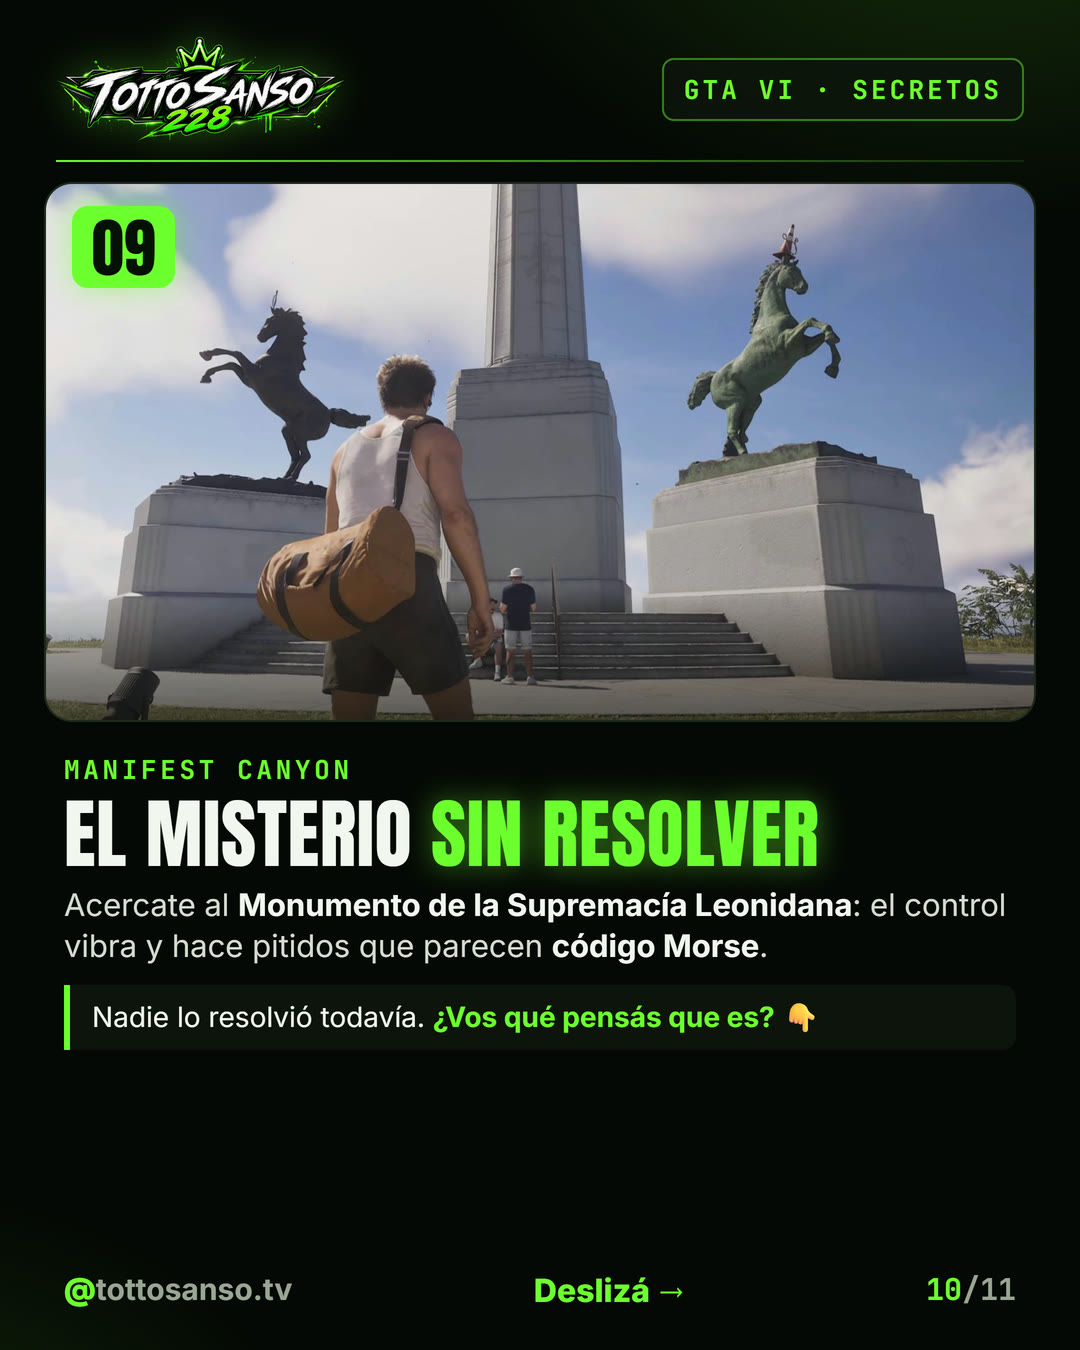 TOTTOSANSO
228
GTA VI · SECRETOS
09
MANIFEST CANYON
EL MISTERIO SIN RESOLVER
Acercate al Monumento de la Supremacía Leonidana: el control
vibra y hace pitidos que parecen código Morse.
Nadie lo resolvió todavía. ¿Vos qué pensás que es? 👇
@tottosanso.tv
Deslizá →
10/11